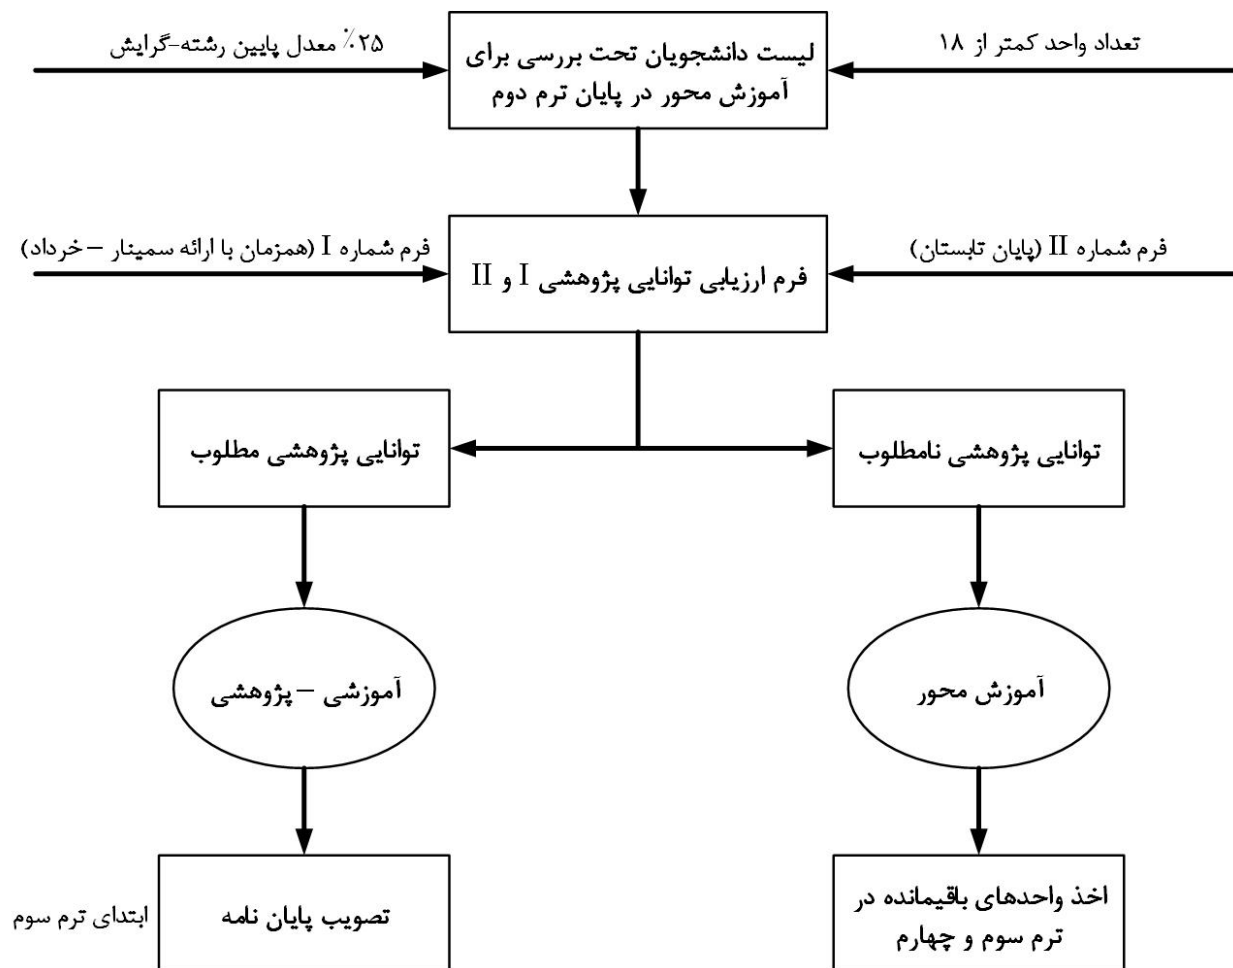 تعداد واحد کمتر از ۱۸
لیست دانشجویان تحت بررسی برای
آموزش محور در پایان ترم دوم
۲۵٪ معدل پایین رشته-گرایش
فرم شماره II (پایان تابستان)
فرم ارزیابی توانایی پژوهشی I و II
فرم شماره I (همزمان با ارائه سمینار – خرداد)
توانایی پژوهشی نامطلوب
توانایی پژوهشی مطلوب
آموزش محور
آموزشی – پژوهشی
اخذ واحدهای باقیمانده در
ترم سوم و چهارم
تصویب پایان نامه
ابتدای ترم سوم